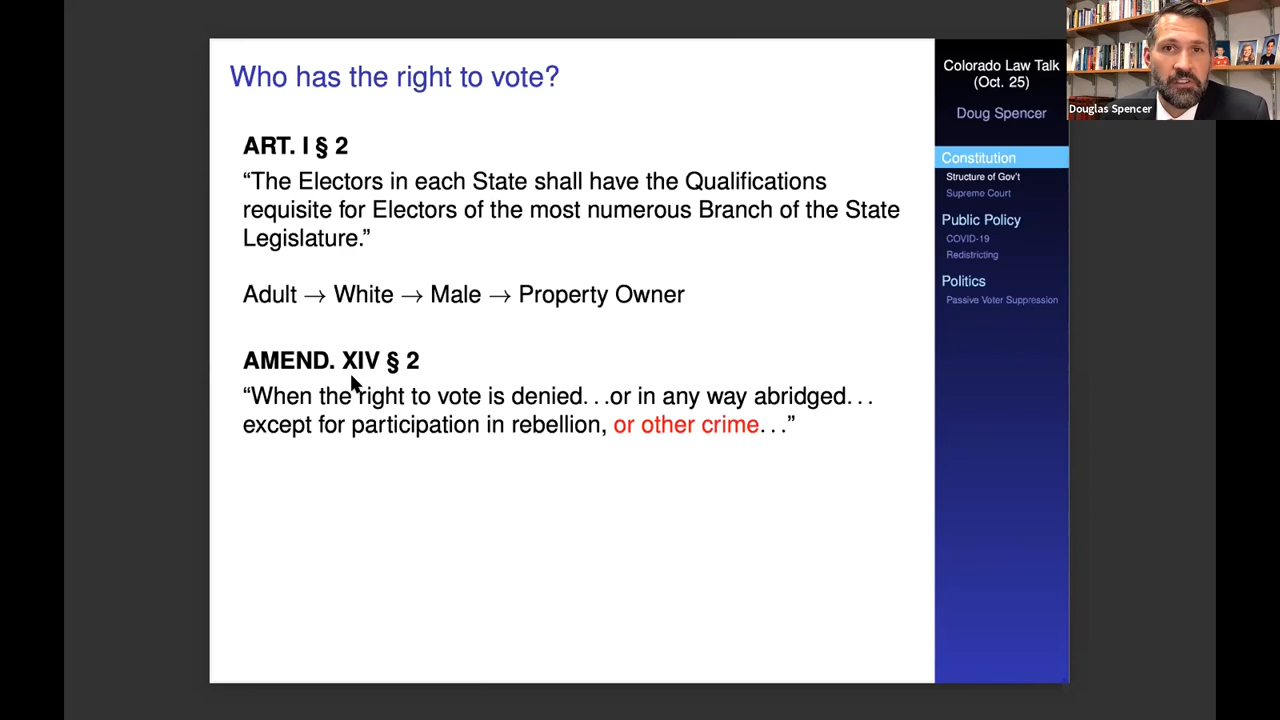 Who has the right to vote?
ART. I § 2
“The Electors in each State shall have the Qualifications
requisite for Electors of the most numerous Branch of the State
Legislature.”
Adult → White → Male → Property Owner
AMEND. XIV § 2
“When the right to vote is denied...or in any way abridged...
except for participation in rebellion, or other crime...”
Colorado Law Talk
(Oct. 25)
Doug Spencer
Constitution
Structure of Gov't
Supreme Court
Public Policy
COVID-19
Redistricting
Politics
Passive Voter Suppression
Douglas Spencer